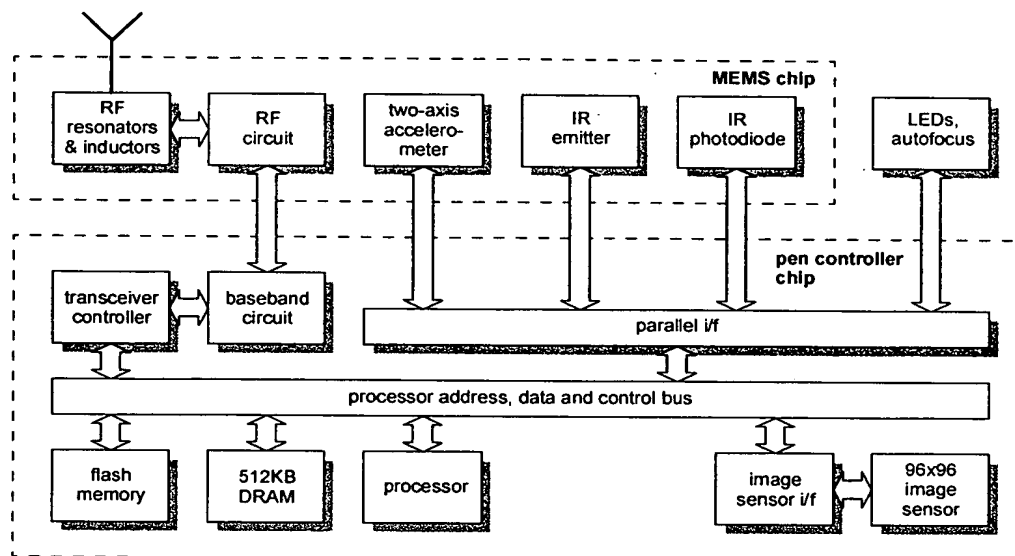 MEMS chip
RF
resonators
& inductors
RF
circuit
two-axis
accelero-
meter
IR
emitter
IR
photodiode
LEDs,
autofocus
pen controller
chip
transceiver
controller
baseband
circuit
parallel i/f
processor address, data and control bus
flash
memory
512KB
DRAM
processor
image
sensor i/f
96x96
image
sensor